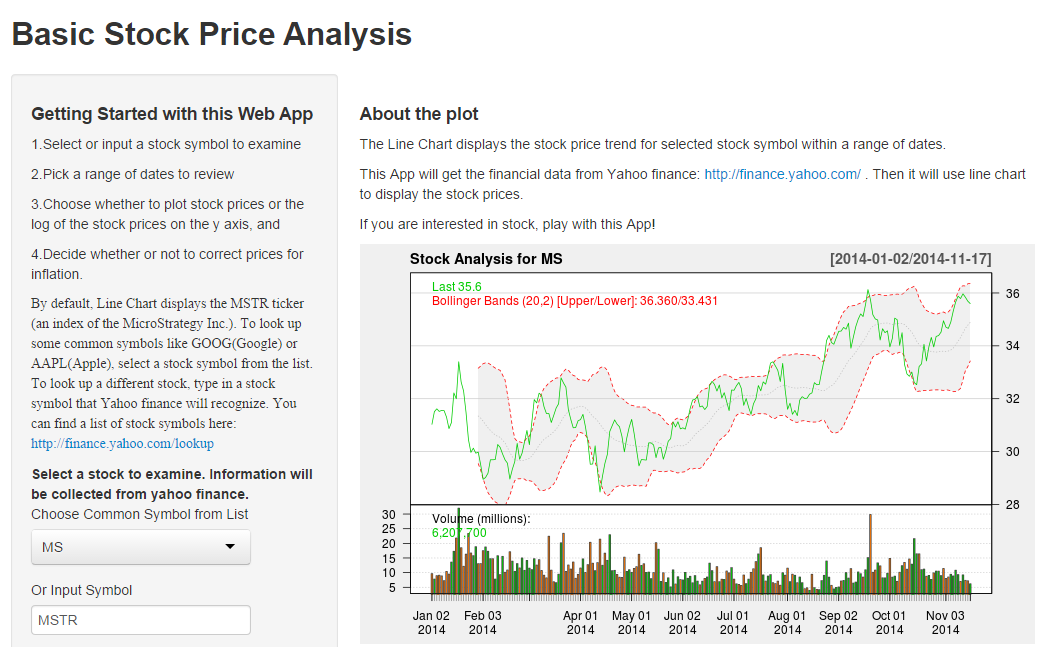 Basic Stock Price Analysis
Getting Started with this Web App
1.Select or input a stock symbol to examine
2.Pick a range of dates to review
3.Choose whether to plot stock prices or the
log of the stock prices on the y axis, and
4.Decide whether or not to correct prices for
inflation.
By default, Line Chart displays the MSTR ticker
(an index of the MicroStrategy Inc.). To look up
some common symbols like GOOG(Google) or
AAPL(Apple), select a stock symbol from the list.
To look up a different stock, type in a stock
symbol that Yahoo finance will recognize. You
can find a list of stock symbols here:
http://finance.yahoo.com/lookup
Select a stock to examine. Information will
be collected from yahoo finance.
Choose Common Symbol from List
MS
Or Input Symbol
MSTR
About the plot
The Line Chart displays the stock price trend for selected stock symbol within a range of dates.
This App will get the financial data from Yahoo finance: http://finance.yahoo.com/ . Then it will use line chart
to display the stock prices.
If you are interested in stock, play with this App!
Stock Analysis for MS [2014-01-02/2014-11-17]
Last 35.6
Bollinger Bands (20,2) [Upper/Lower]: 36.360/33.431
36
34
32
30
28
Volume (millions):
6,207,700
30
25
20
15
10
5
Jan 02 Feb 03 Apr 01 May 01 Jun 02 Jul 01 Aug 01 Sep 02 Oct 01 Nov 03
2014 2014 2014 2014 2014 2014 2014 2014 2014 2014